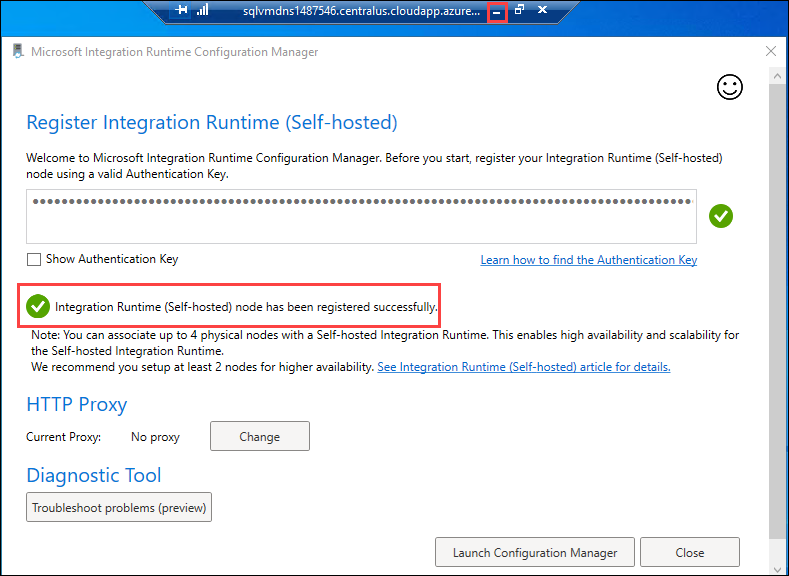 sqlvmdns1487546.centralus.cloudapp.azure...
Microsoft Integration Runtime Configuration Manager
Register Integration Runtime (Self-hosted)
Welcome to Microsoft Integration Runtime Configuration Manager. Before you start, register your Integration Runtime (Self-hosted)
node using a valid Authentication Key.
Show Authentication Key
Learn how to find the Authentication Key
Integration Runtime (Self-hosted) node has been registered successfully.
Note: You can associate up to 4 physical nodes with a Self-hosted Integration Runtime. This enables high availability and scalability for
the Self-hosted Integration Runtime.
We recommend you setup at least 2 nodes for higher availability. See Integration Runtime (Self-hosted) article for details.
HTTP Proxy
Current Proxy: No proxy Change
Diagnostic Tool
Troubleshoot problems (preview)
Launch Configuration Manager Close